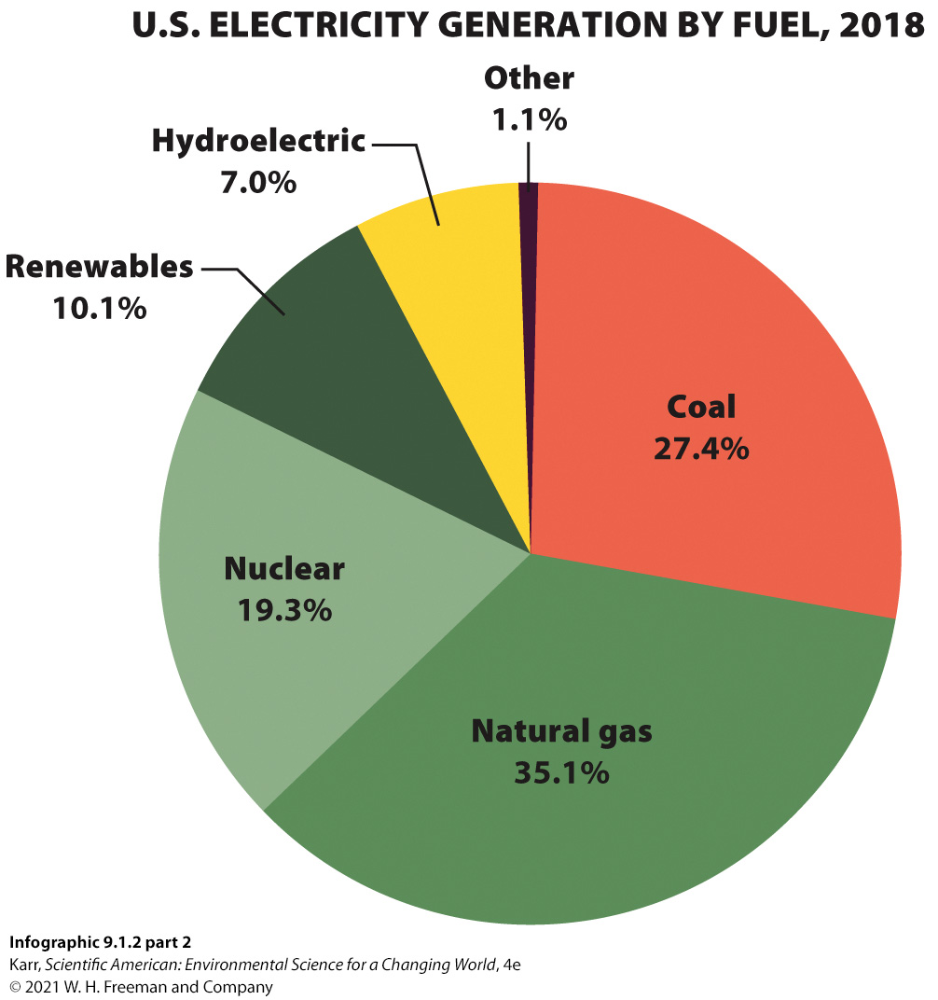 U.S. ELECTRICITY GENERATION BY FUEL, 2018
Other
1.1%
Hydroelectric
7.0%
Renewables
10.1%
Coal
27.4%
Nuclear
19.3%
Natural gas
35.1%
Infographic 9.1.2 part 2
Karr, Scientific American: Environmental Science for a Changing World, 4e
© 2021 W. H. Freeman and Company